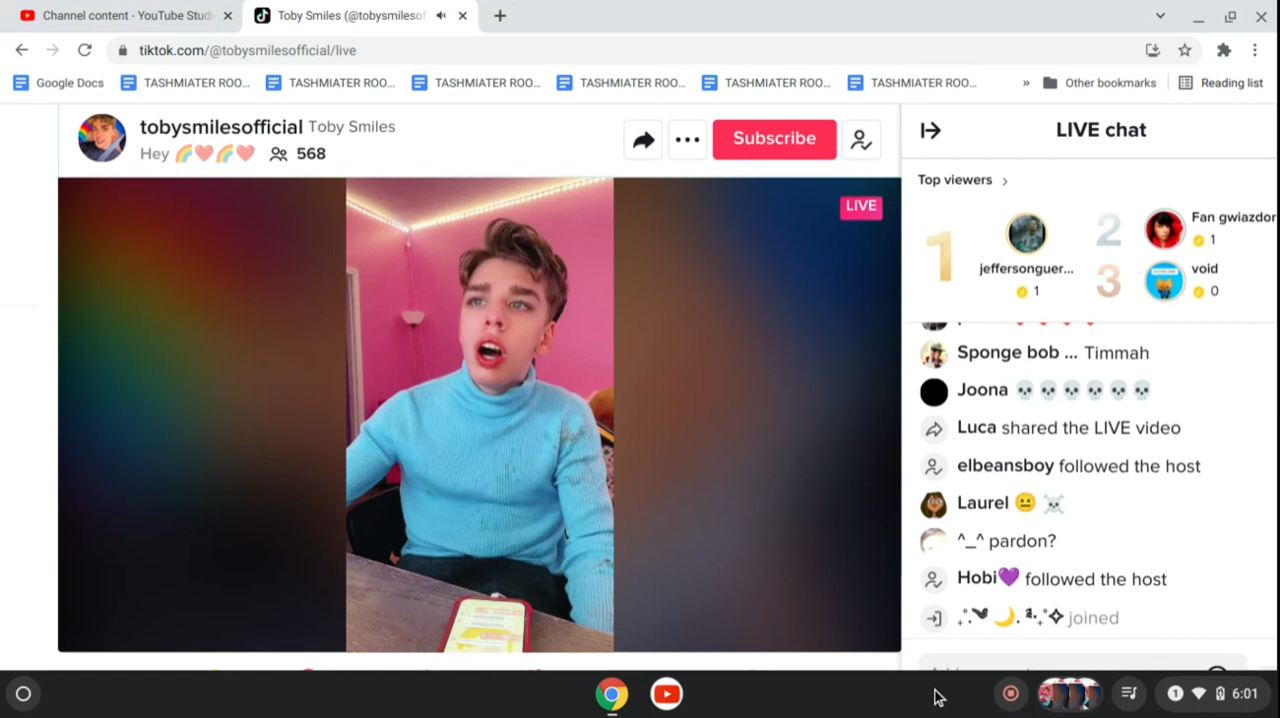 Channel content - YouTube Studi
Toby Smiles (@tobysmilesof
tiktok.com/@tobysmilesofficial/live
Google Docs TASHMIATER ROO... TASHMIATER ROO... TASHMIATER ROO... TASHMIATER ROO... TASHMIATER ROO... TASHMIATER ROO... » Other bookmarks Reading list
tobysmilesofficial Toby Smiles
Hey 🌈❤️🌈❤️ 568
Subscribe
LIVE
LIVE chat
Top viewers
1
jeffersonguer...
1
2
Fan gwiazdor
1
3
void
0
Sponge bob ... Timmah
Joona 💀💀💀💀💀💀
Luca shared the LIVE video
elbeansboy followed the host
Laurel 😐☠️
^_^ pardon?
Hobi💜 followed the host
joined
1 6:01